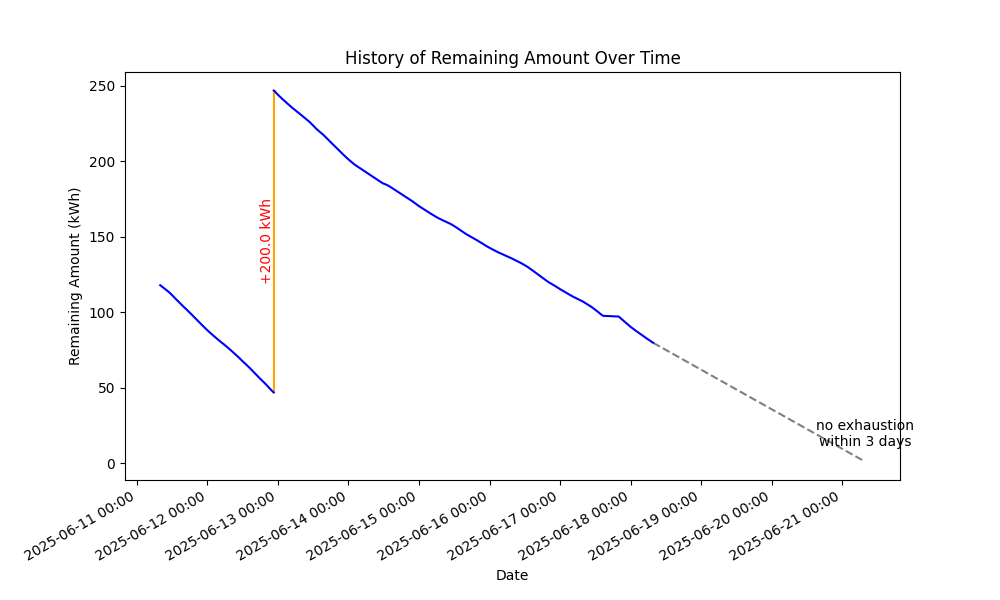 History of Remaining Amount Over Time
Remaining Amount (kWh)
250
200
150
100
50
0
+200.0 kWh
no exhaustion
within 3 days
2025-06-11 00:00
2025-06-12 00:00
2025-06-13 00:00
2025-06-14 00:00
2025-06-15 00:00
2025-06-16 00:00
2025-06-17 00:00
2025-06-18 00:00
2025-06-19 00:00
2025-06-20 00:00
2025-06-21 00:00
Date